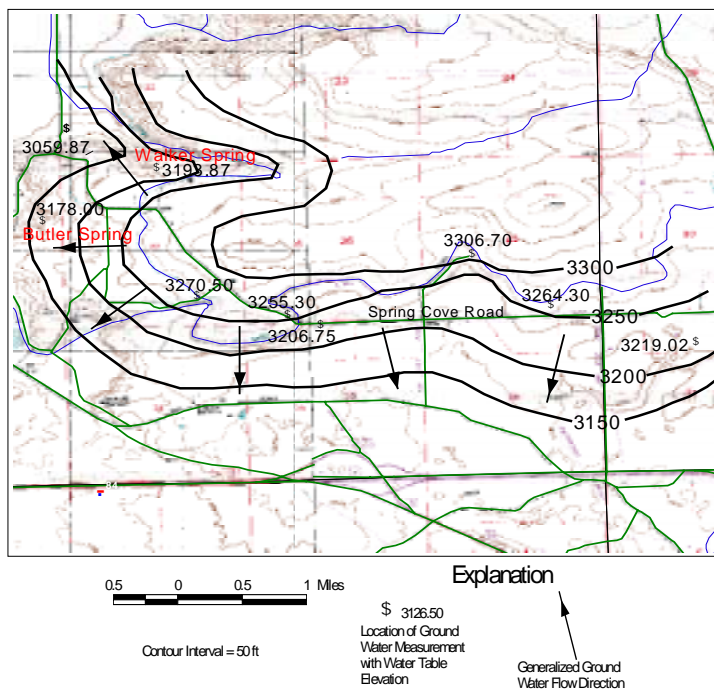 $
3059.87
Walker Spring
$ 3193.87
3178.00
$
Butler Spring
3306.70
$
3300
3270.50
$
3255.30
$
3264.30
$
Spring Cove Road
3250
$
3206.75
3219.02 $
3200
3150
84
0.5 0 0.5 1 Miles
Contour Interval = 50 ft
Explanation
$ 3126.50
Location of Ground
Water Measurement
with Water Table
Elevation
Generalized Ground
Water Flow Direction